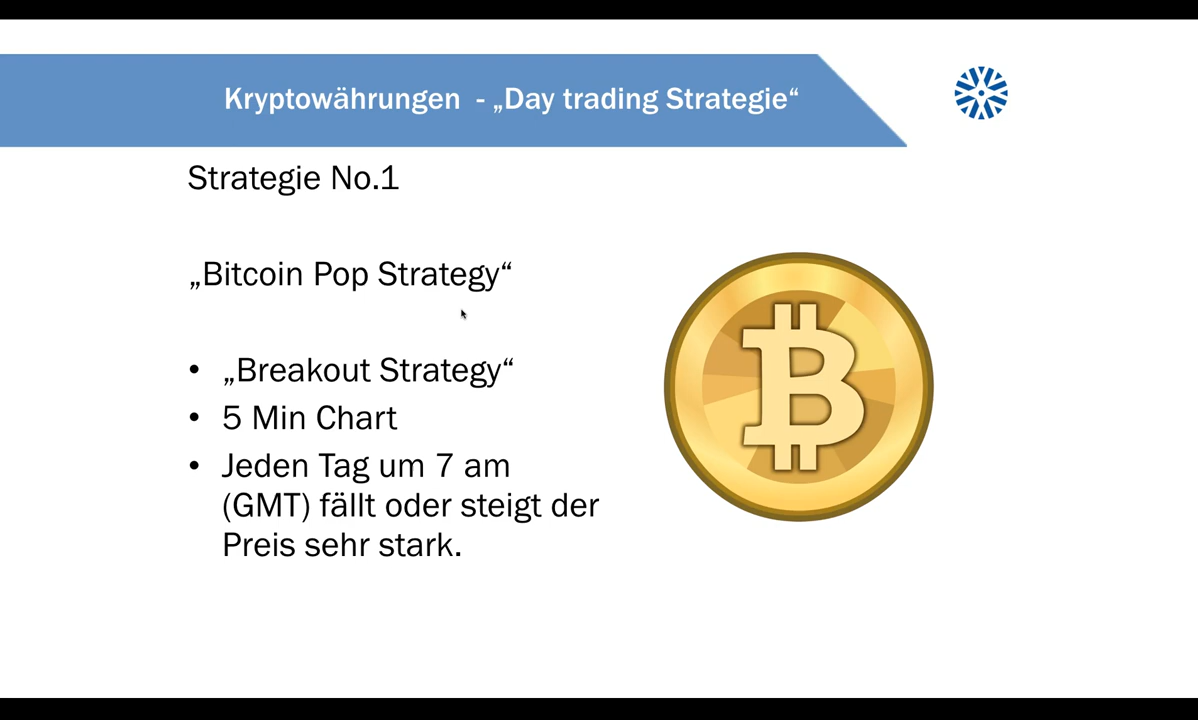 Kryptowährungen - „Day trading Strategie“
Strategie No.1
„Bitcoin Pop Strategy“
• „Breakout Strategy“
• 5 Min Chart
• Jeden Tag um 7 am
(GMT) fällt oder steigt der
Preis sehr stark.